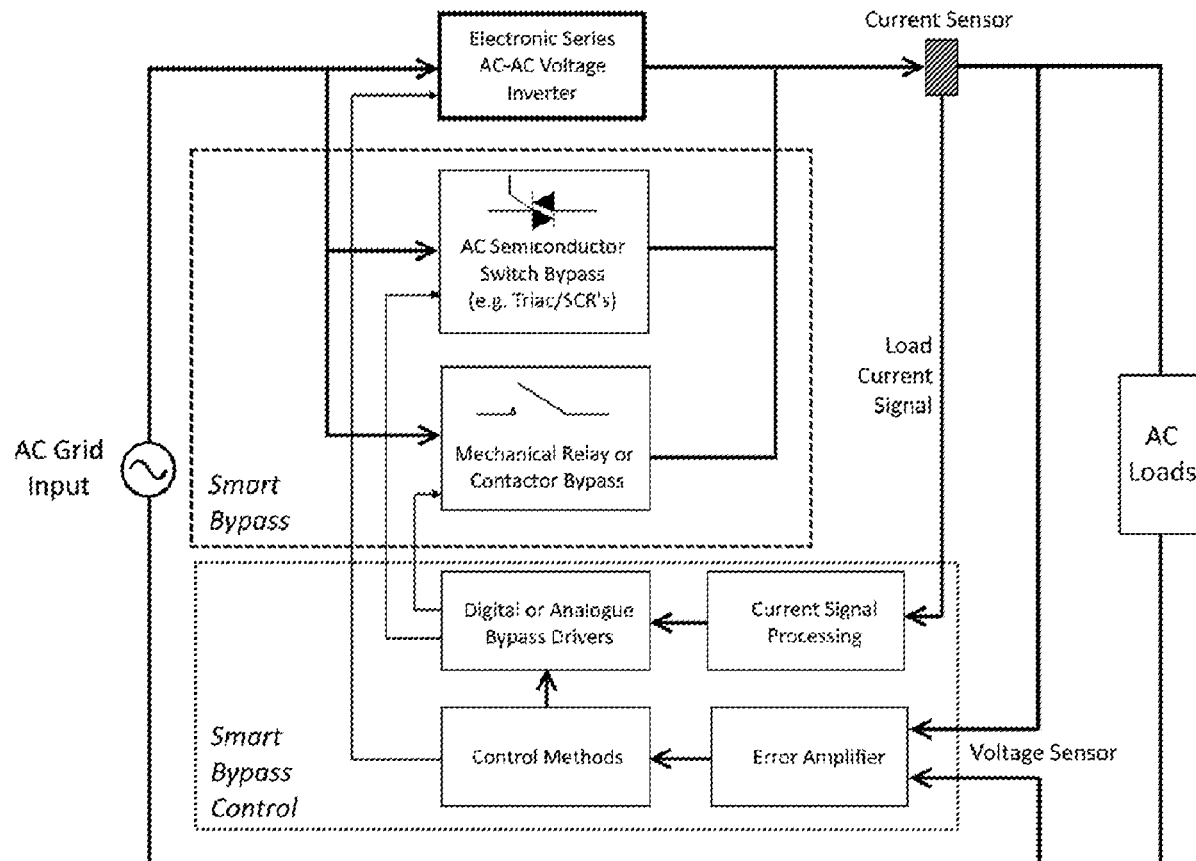 Current Sensor
Electronic Series
AC-AC Voltage
Inverter
AC Semiconductor
Switch Bypass
(e.g. Triac/SCR's)
Load
Current
Signal
Mechanical Relay or
Contactor Bypass
AC Grid
Input
AC
Loads
Smart
Bypass
Digital or Analogue
Bypass Drivers
Current Signal
Processing
Smart
Bypass
Control
Control Methods
Error Amplifier
Voltage Sensor